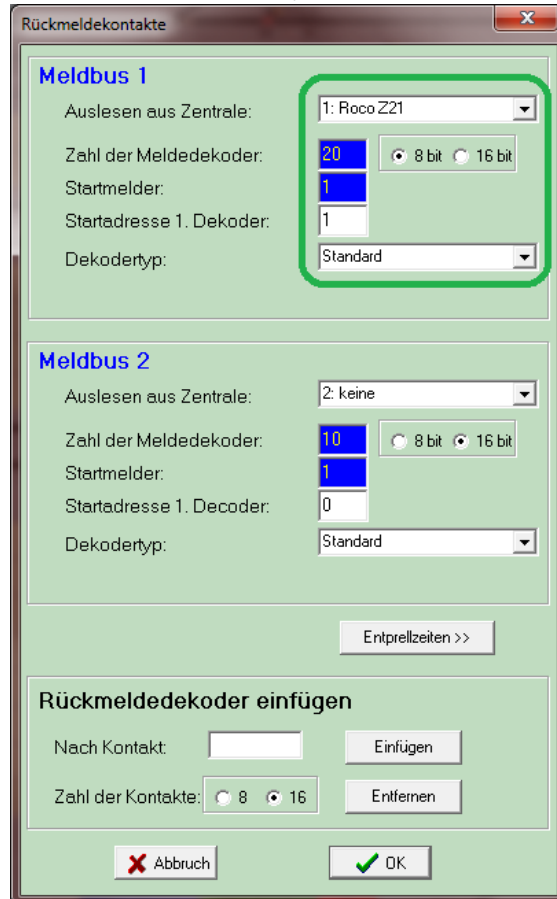 Rückmeldekontakte
Meldbus 1
Auslesen aus Zentrale: 1: Roco Z21
Zahl der Meldedekoder: 20 8 bit 16 bit
Startmelder: 1
Startadresse 1. Dekoder: 1
Dekodertyp: Standard
Meldbus 2
Auslesen aus Zentrale: 2: keine
Zahl der Meldedekoder: 10 8 bit 16 bit
Startmelder: 1
Startadresse 1. Decoder: 0
Dekodertyp: Standard
Entprellzeiten >>
Rückmeldedekoder einfügen
Nach Kontakt: Einfügen
Zahl der Kontakte: 8 16 Entfernen
Abbruch OK